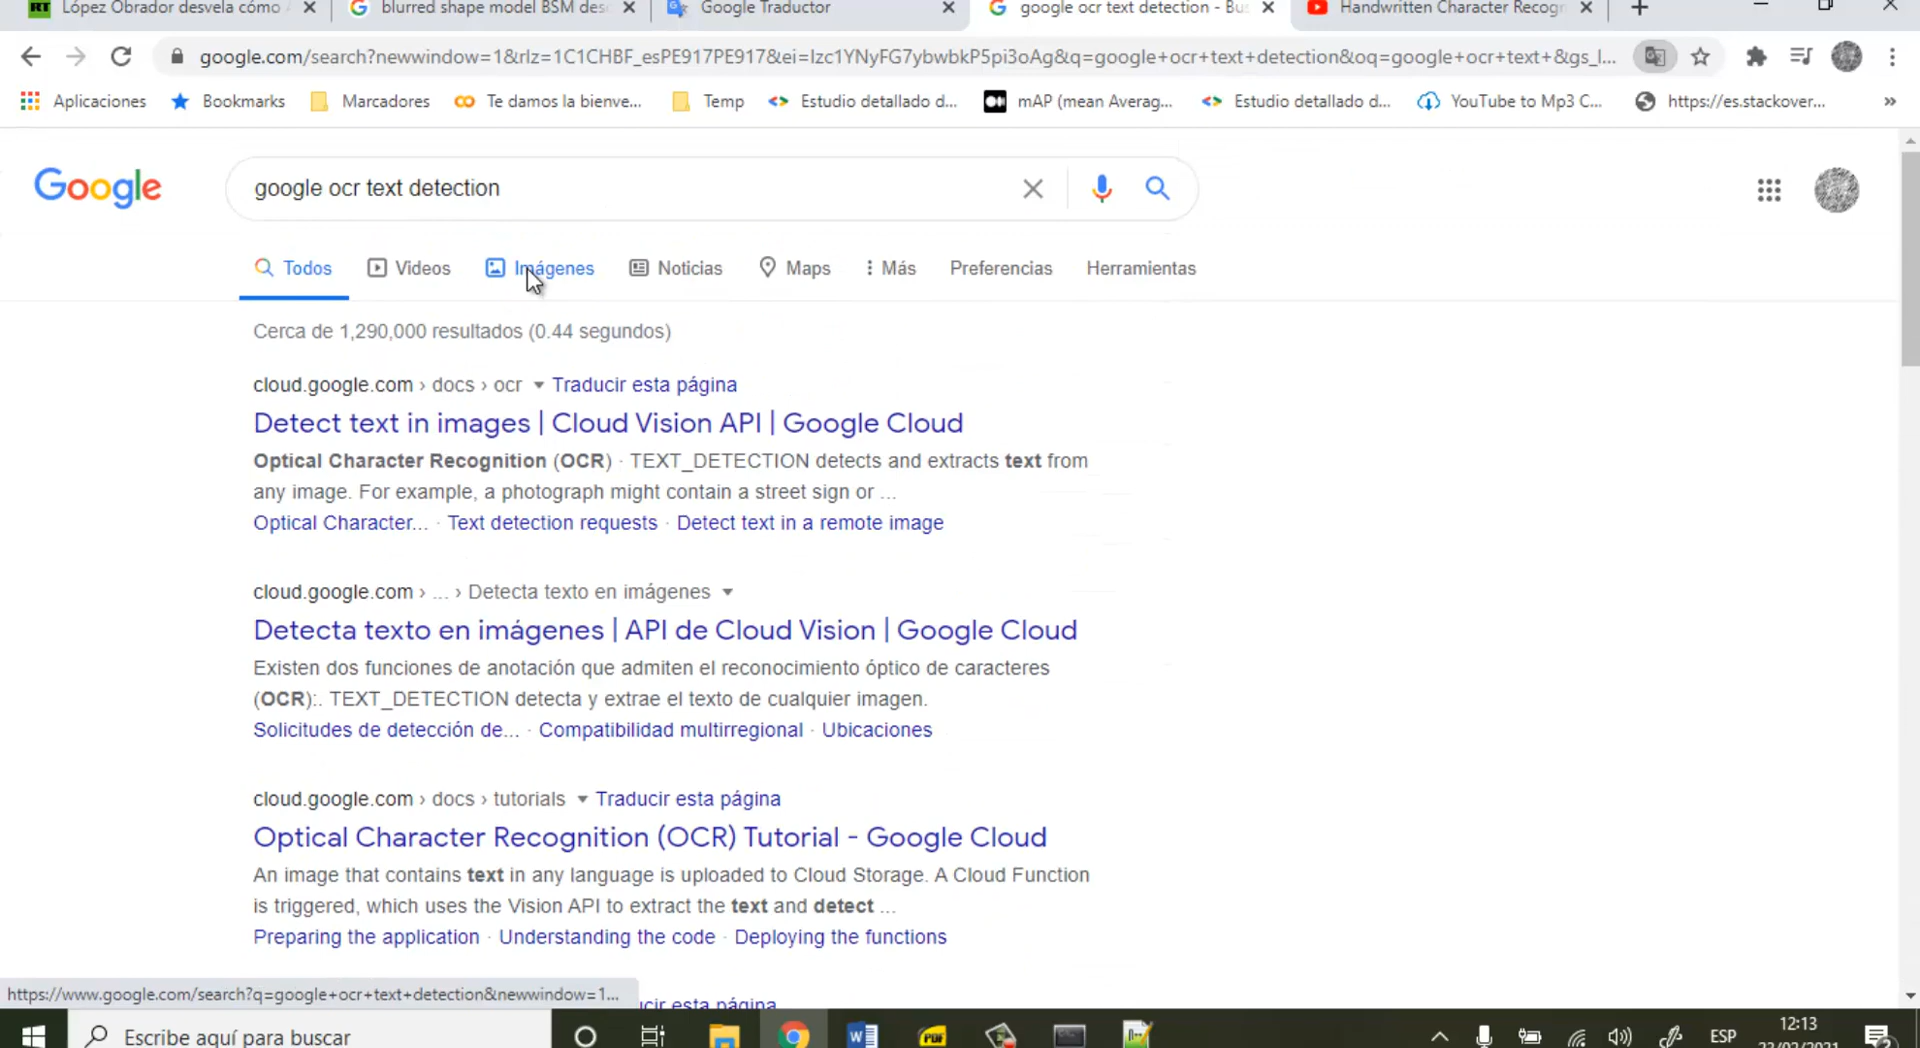 RT López Obrador desvela cómo
blurred shape model BSM des
Google Traductor
google ocr text detection - Bus
Handwritten Character Recogn
google.com/search?newwindow=1&rlz=1C1CHBF_esPE917PE917&ei=Izc1YNyFG7ybwbkP5pi3oAg&q=google+ocr+text+detection&oq=google+ocr+text+&gs_l...
Aplicaciones
Bookmarks
Marcadores
Te damos la bienve...
Temp
Estudio detallado d...
mAP (mean Averag...
Estudio detallado d...
YouTube to Mp3 C...
https://es.stackover...
»
Google
google ocr text detection
Todos
Videos
Imágenes
Noticias
Maps
Más
Preferencias
Herramientas
Cerca de 1,290,000 resultados (0.44 segundos)
cloud.google.com › docs › ocr Traducir esta página
Detect text in images | Cloud Vision API | Google Cloud
Optical Character Recognition (OCR) · TEXT_DETECTION detects and extracts text from
any image. For example, a photograph might contain a street sign or ...
Optical Character... · Text detection requests · Detect text in a remote image
cloud.google.com › ... › Detecta texto en imágenes
Detecta texto en imágenes | API de Cloud Vision | Google Cloud
Existen dos funciones de anotación que admiten el reconocimiento óptico de caracteres
(OCR):. TEXT_DETECTION detecta y extrae el texto de cualquier imagen.
Solicitudes de detección de... · Compatibilidad multirregional · Ubicaciones
cloud.google.com › docs › tutorials Traducir esta página
Optical Character Recognition (OCR) Tutorial - Google Cloud
An image that contains text in any language is uploaded to Cloud Storage. A Cloud Function
is triggered, which uses the Vision API to extract the text and detect ...
Preparing the application · Understanding the code · Deploying the functions
https://www.google.com/search?q=google+ocr+text+detection&newwindow=1...
ucir esta página
Escribe aquí para buscar
ESP
12:13
23/02/2021